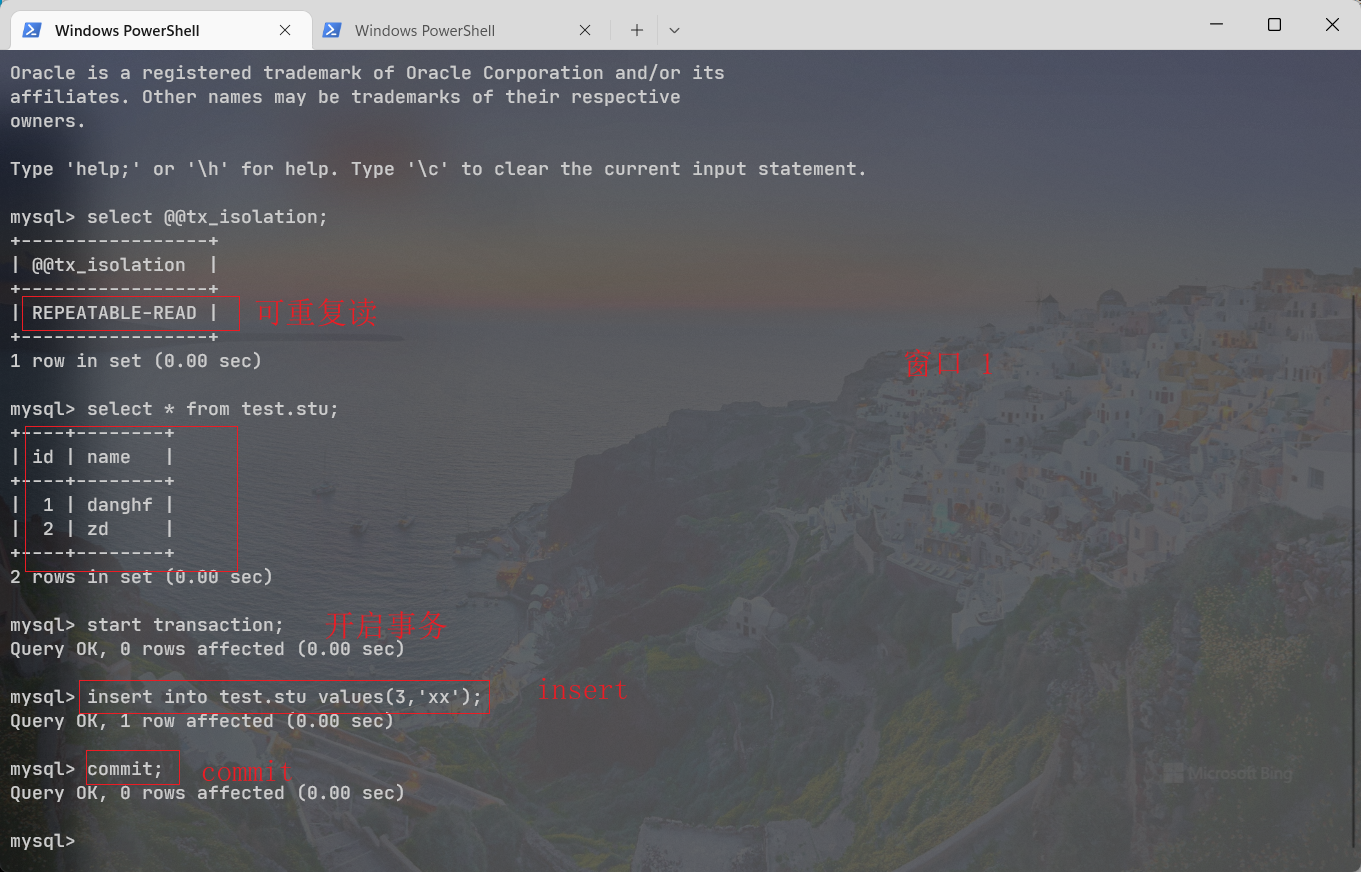 Windows PowerShell
Windows PowerShell
Oracle is a registered trademark of Oracle Corporation and/or its
affiliates. Other names may be trademarks of their respective
owners.
Type 'help;' or '\h' for help. Type '\c' to clear the current input statement.
mysql> select @@tx_isolation;
+-----------------+
| @@tx_isolation  |
+-----------------+
| REPEATABLE-READ | 可重复读
+-----------------+
1 row in set (0.00 sec)
窗口 1
mysql> select * from test.stu;
+----+--------+
| id | name   |
+----+--------+
|  1 | danghf |
|  2 | zd     |
+----+--------+
2 rows in set (0.00 sec)
mysql> start transaction; 开启事务
Query OK, 0 rows affected (0.00 sec)
mysql> insert into test.stu values(3,'xx'); insert
Query OK, 1 row affected (0.00 sec)
mysql> commit; commit
Query OK, 0 rows affected (0.00 sec)
Microsoft Bing
mysql>